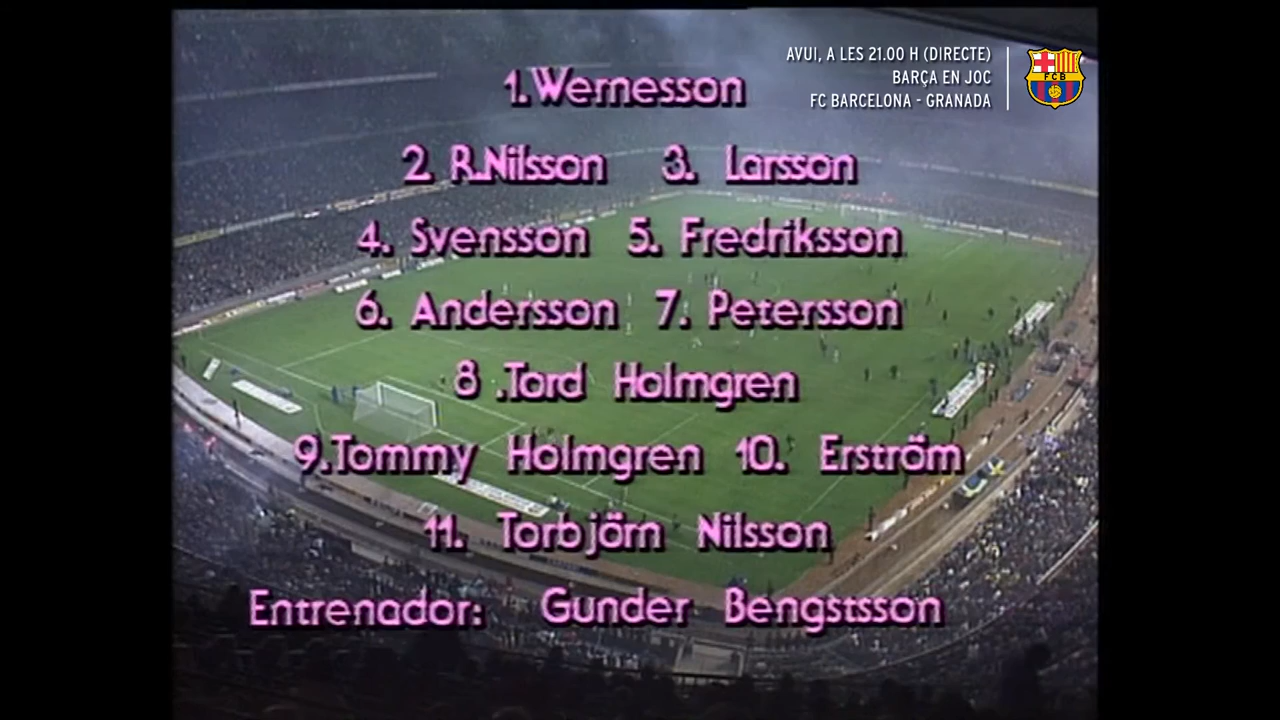 AVUI, A LES 21.00 H (DIRECTE)
BARÇA EN JOC
FC BARCELONA - GRANADA
FCB
1.Wernesson
2. R.Nilsson 3. Larsson
4. Svensson 5. Fredriksson
6. Andersson 7. Petersson
8 .Tord Holmgren
9.Tommy Holmgren 10. Erström
11. Torbjörn Nilsson
Entrenador: Gunder Bengstsson